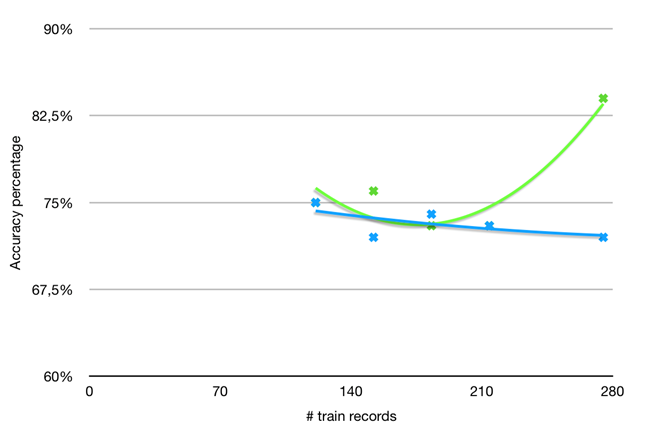 90%
82,5%
75%
67,5%
60%
Accuracy percentage
0 70 140 210 280
# train records